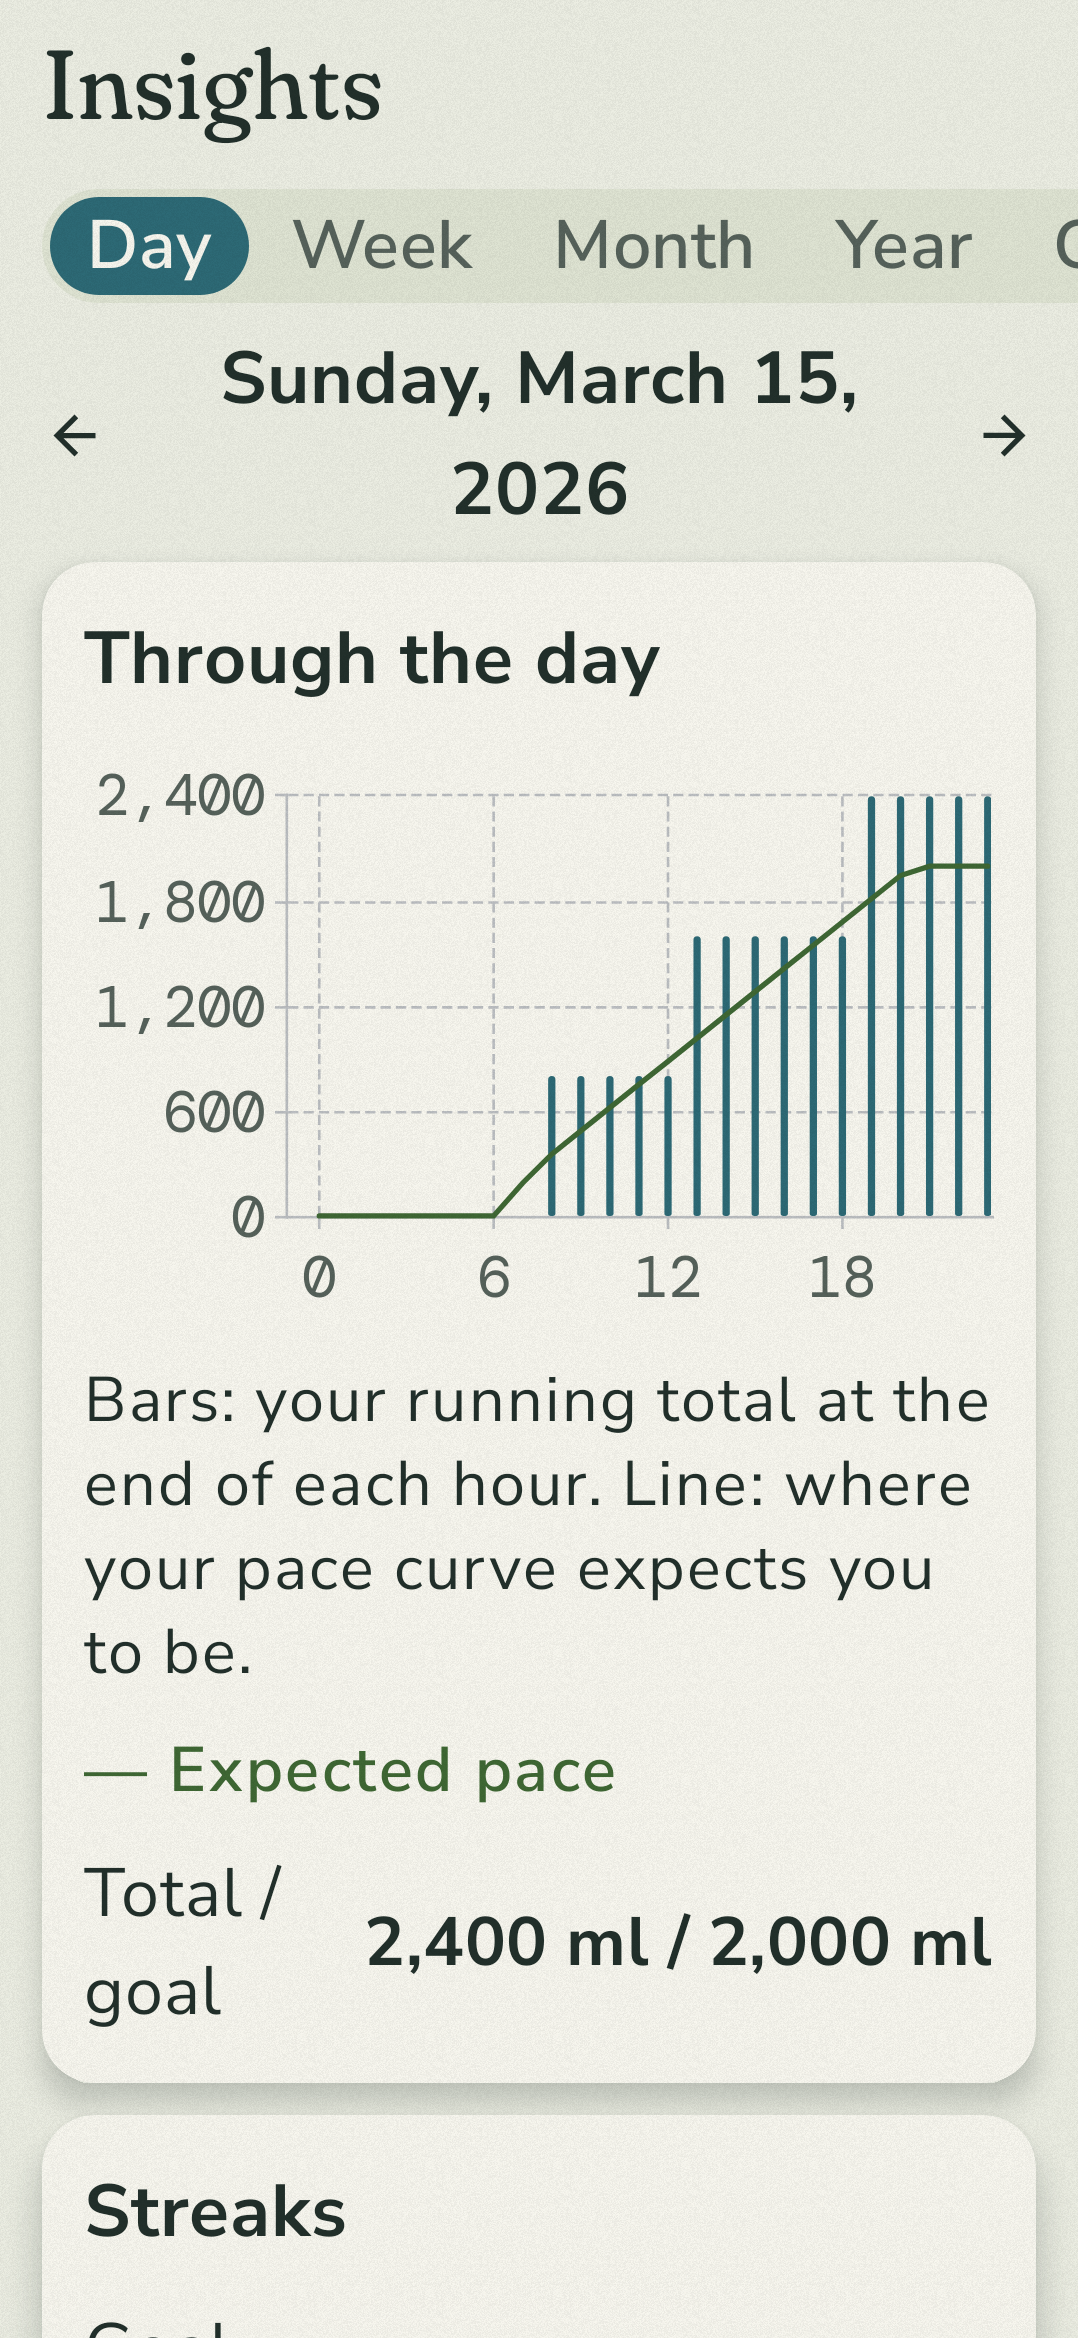 Insights
Day Week Month Year
Sunday, March 15,
2026
Through the day
2,400
1,800
1,200
600
0
0 6 12 18
Bars: your running total at the
end of each hour. Line: where
your pace curve expects you
to be.
— Expected pace
Total /
goal
2,400 ml / 2,000 ml
Streaks